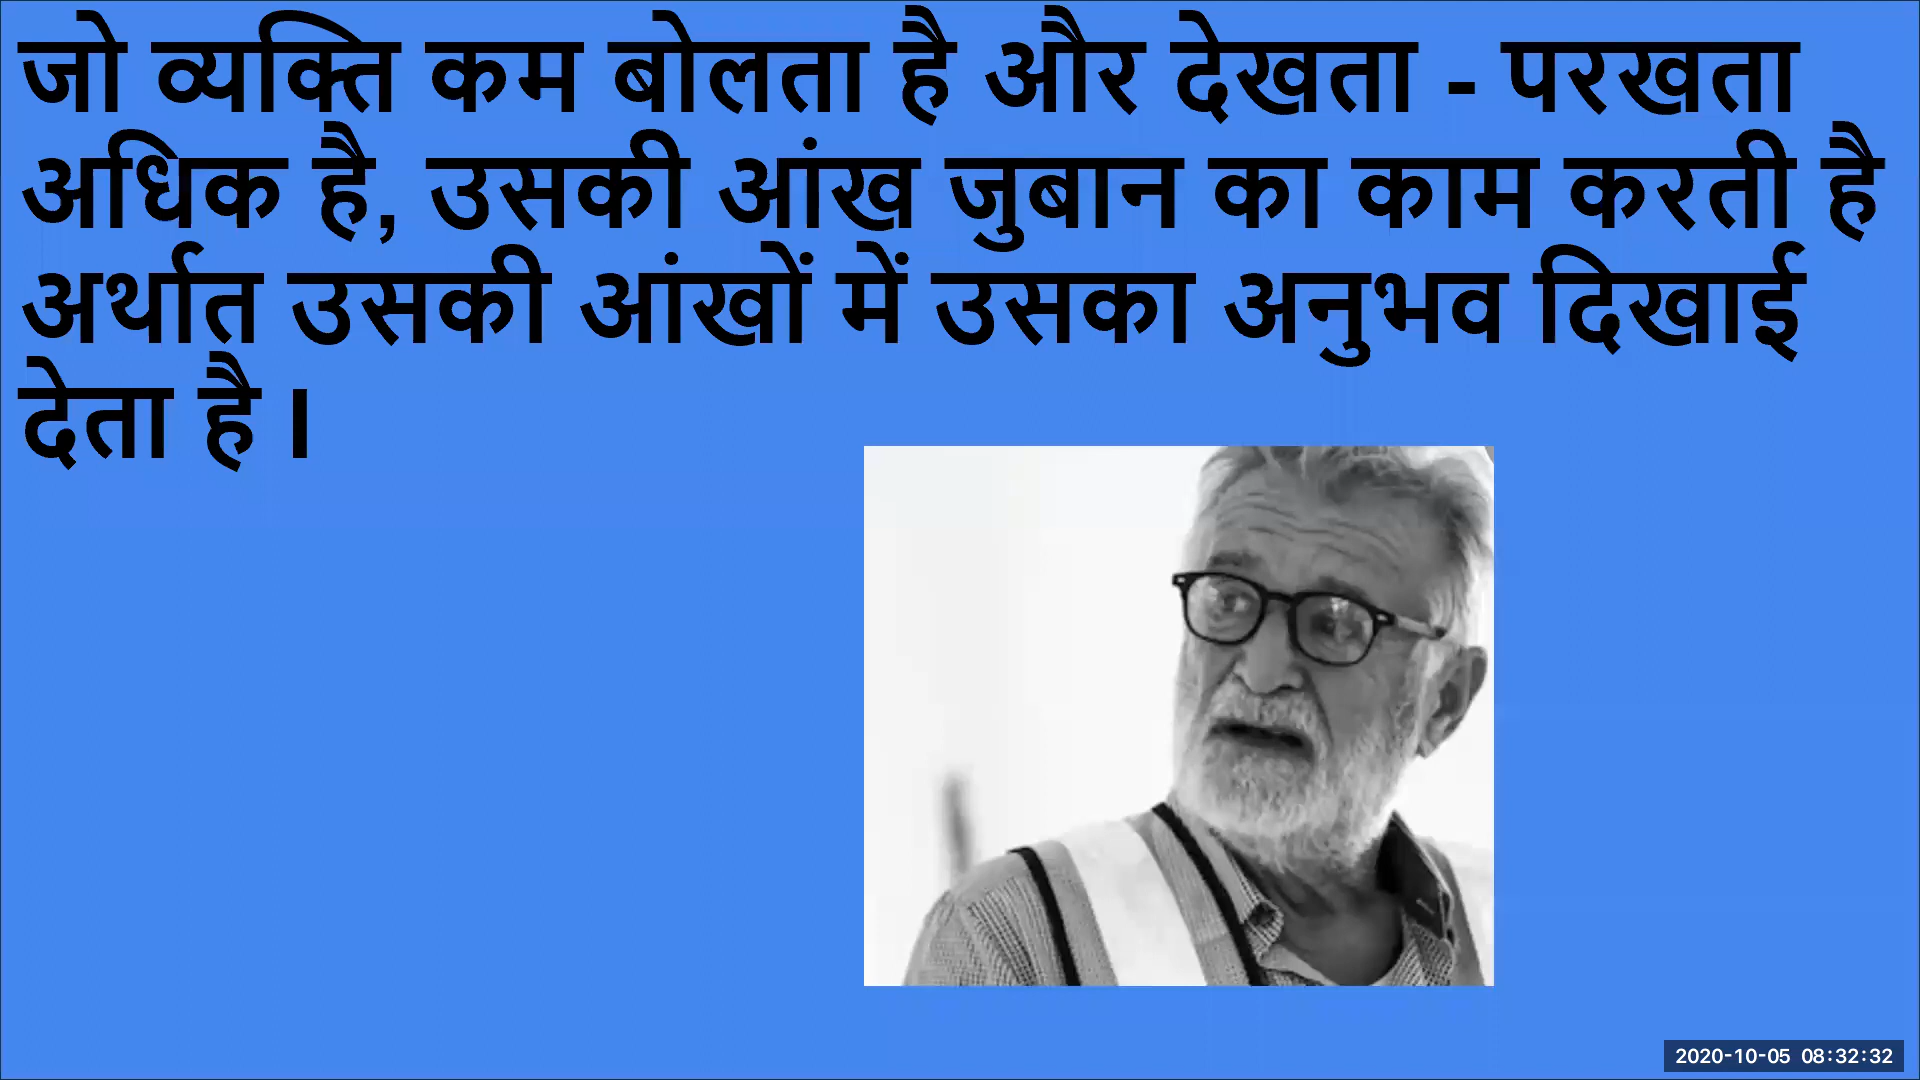 जो व्यक्ति कम बोलता है और देखता - परखता
अधिक है, उसकी आंख जुबान का काम करती है
अर्थात उसकी आंखों में उसका अनुभव दिखाई
देता है ।
2020-10-05 08:32:32